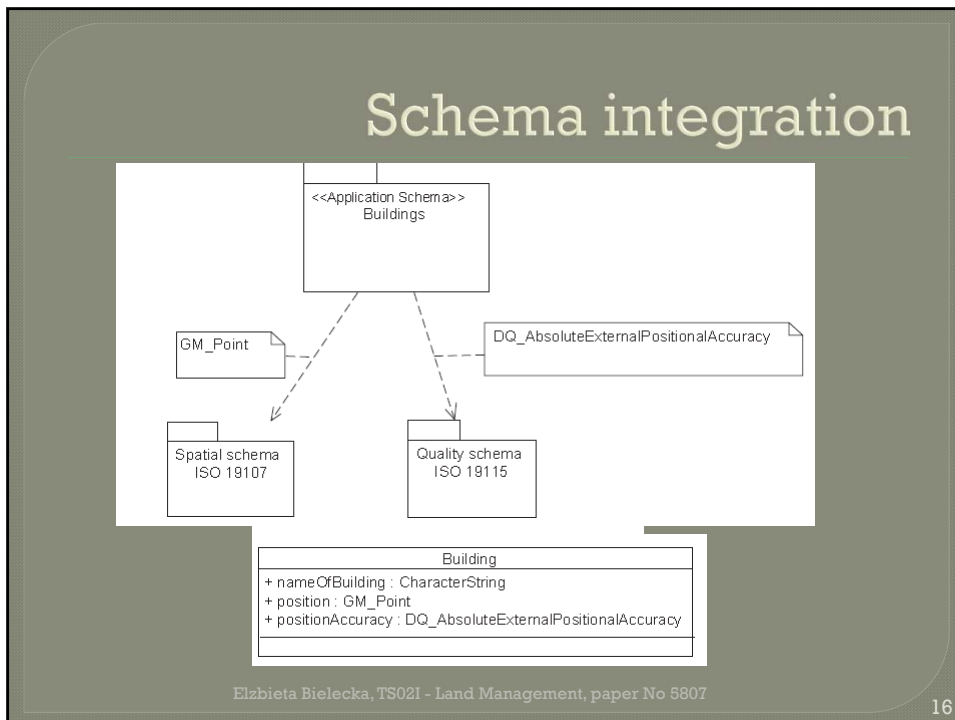 Schema integration
<<Application Schema>>
Buildings
GM_Point
DQ_AbsoluteExternalPositionalAccuracy
Spatial schema
ISO 19107
Quality schema
ISO 19115
Building
+ nameOfBuilding : CharacterString
+ position : GM_Point
+ positionAccuracy : DQ_AbsoluteExternalPositionalAccuracy
Elzbieta Bielecka, TS02I - Land Management, paper No 5807
16